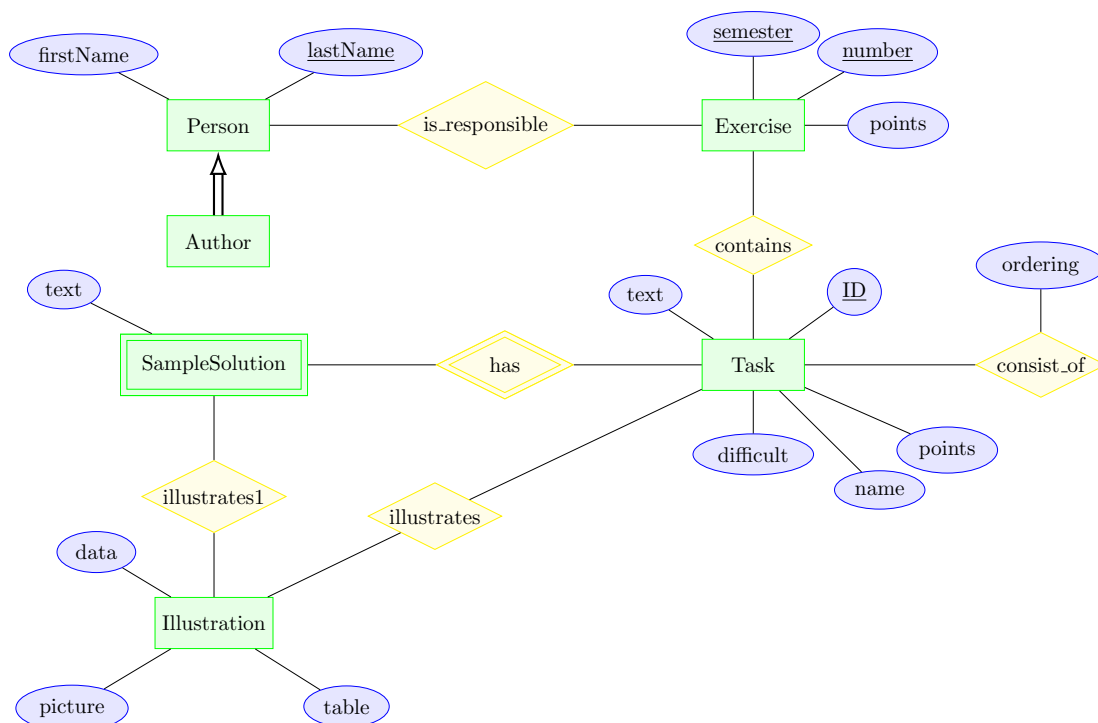 semester
firstName
lastName
number
Person
is_responsible
Exercise
points
Author
contains
ordering
text
text
ID
SampleSolution
has
Task
consist_of
difficult
points
name
illustrates1
illustrates
data
Illustration
picture
table